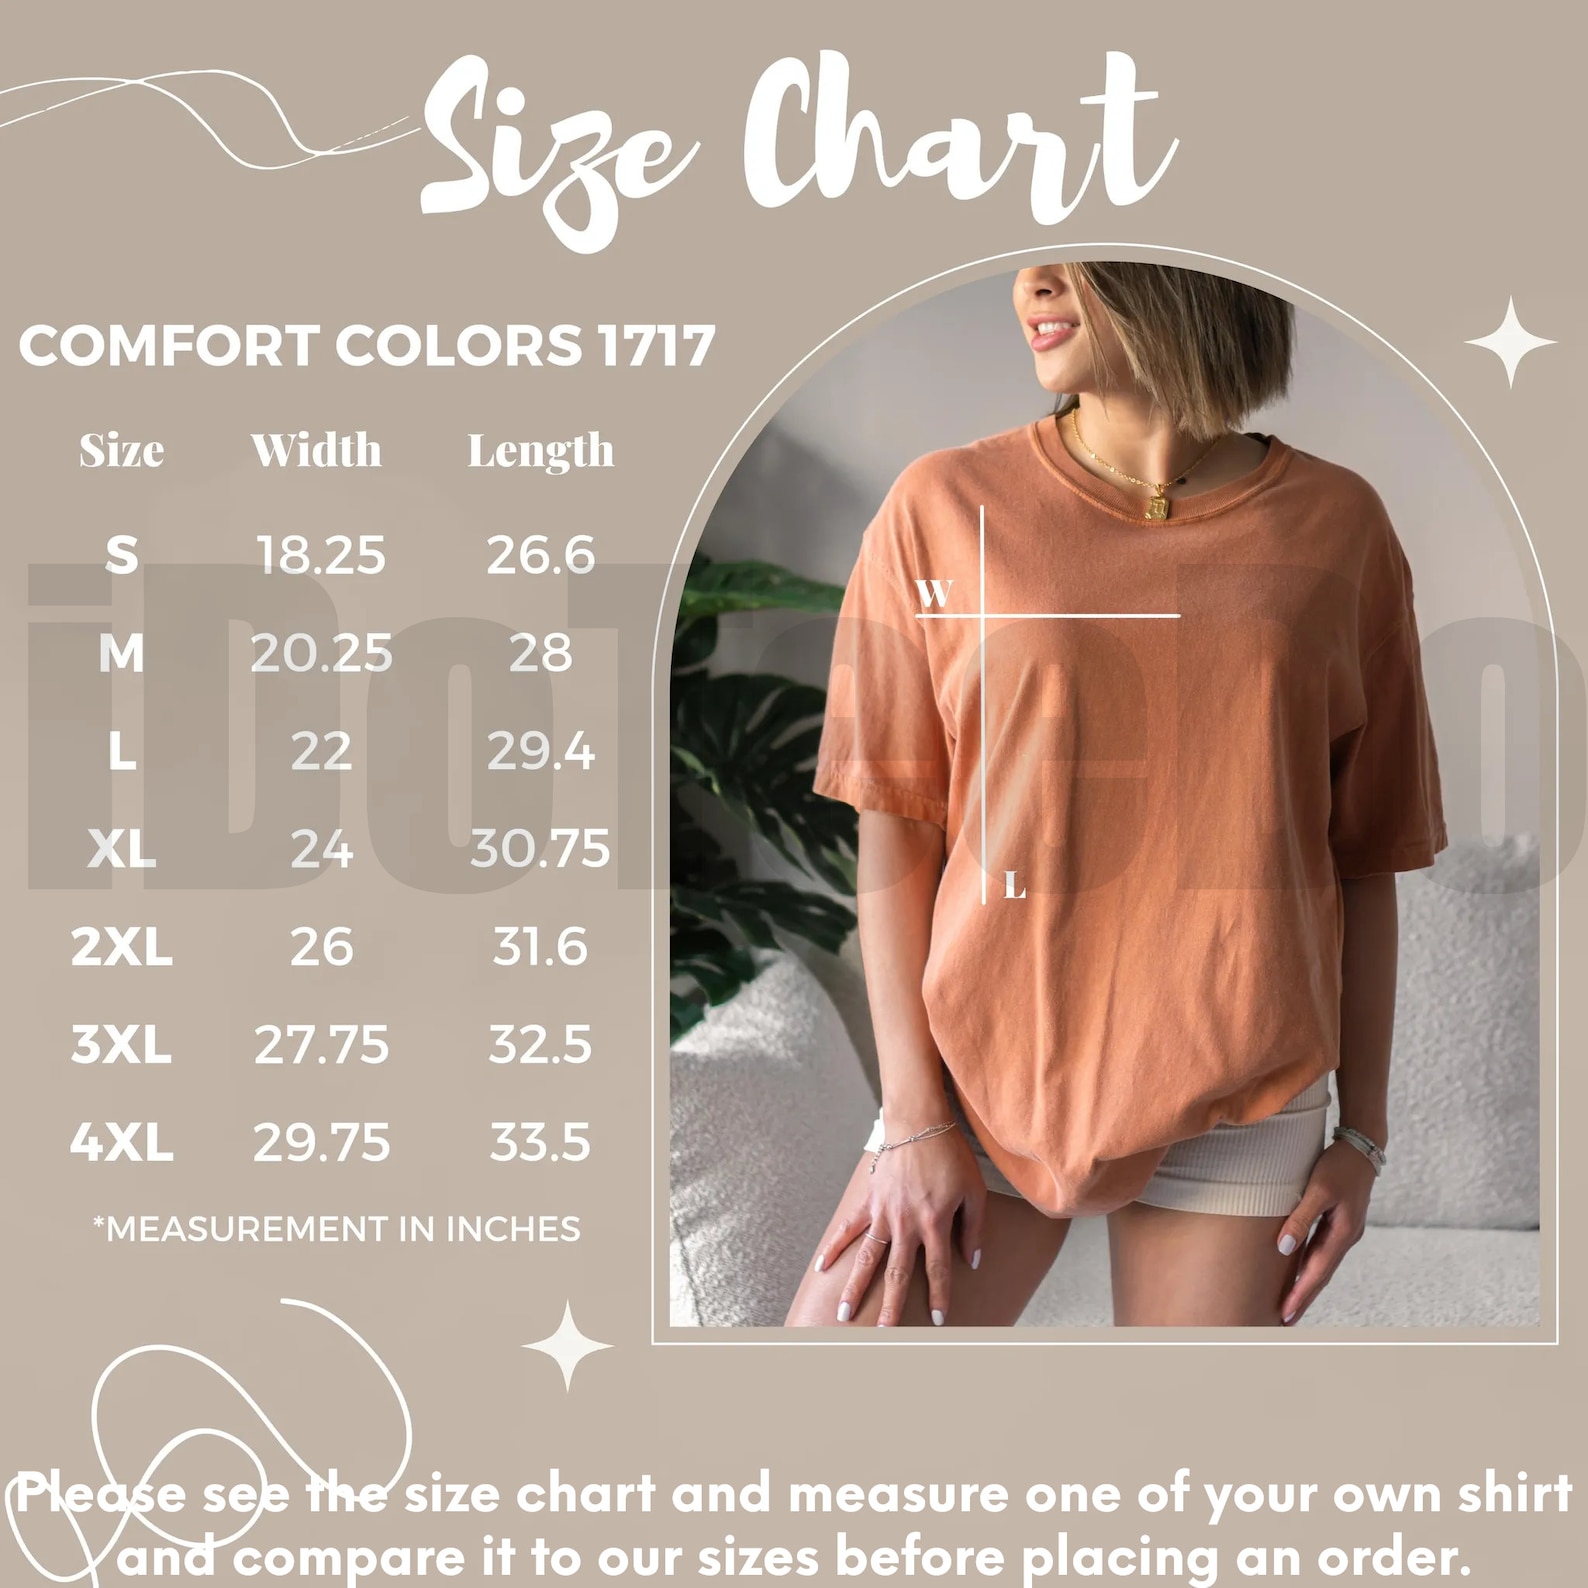 Size Chart
COMFORT COLORS 1717
Size Width Length
S 18.25 26.6
M 20.25 28
L 22 29.4
XL 24 30.75
2XL 26 31.6
3XL 27.75 32.5
4XL 29.75 33.5
*MEASUREMENT IN INCHES
W
L
iDoTeeDo
Please see the size chart and measure one of your own shirt
and compare it to our sizes before placing an order.